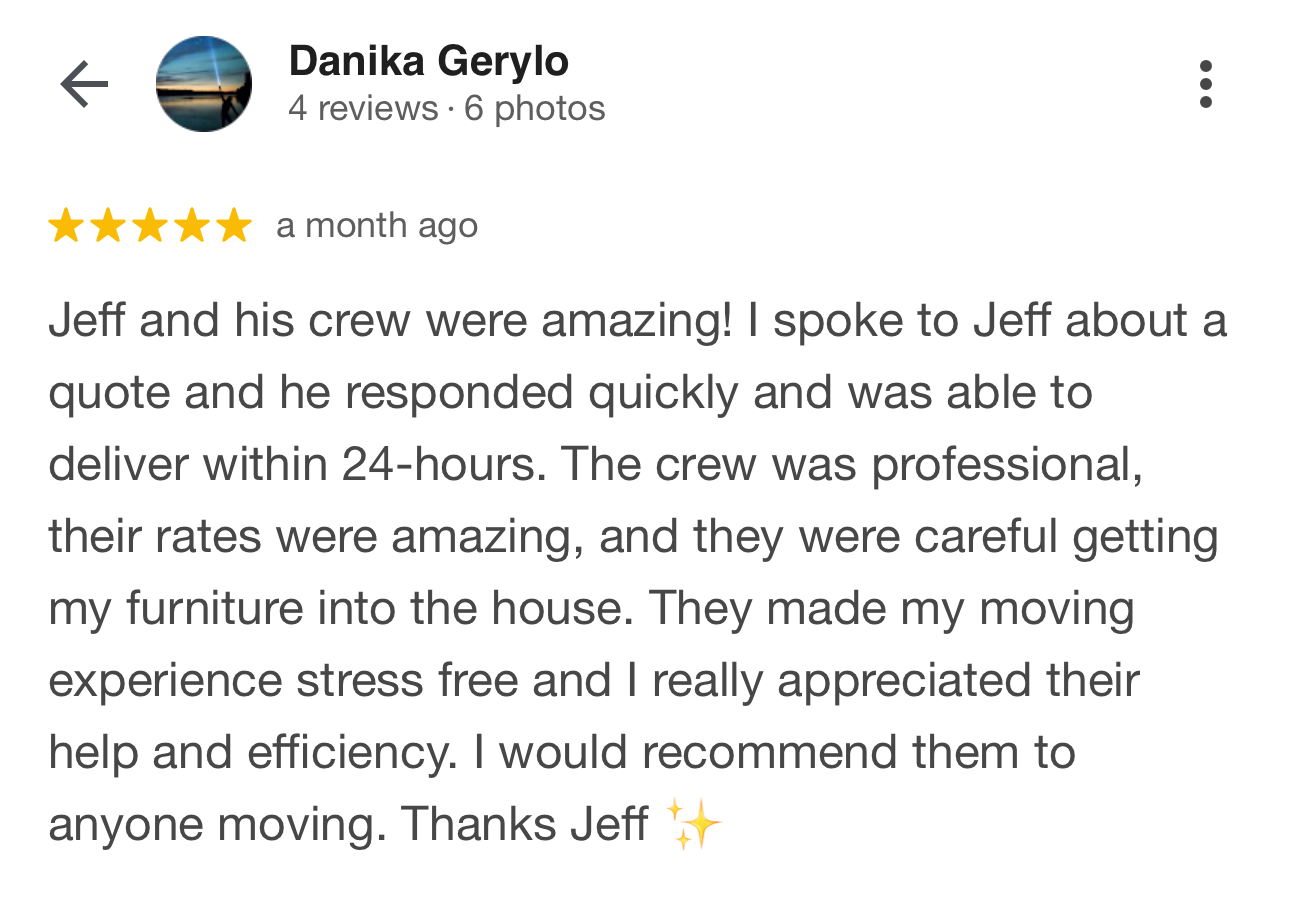 Danika Gerylo
4 reviews · 6 photos
a month ago
Jeff and his crew were amazing! I spoke to Jeff about a
quote and he responded quickly and was able to
deliver within 24-hours. The crew was professional,
their rates were amazing, and they were careful getting
my furniture into the house. They made my moving
experience stress free and I really appreciated their
help and efficiency. I would recommend them to
anyone moving. Thanks Jeff ✨